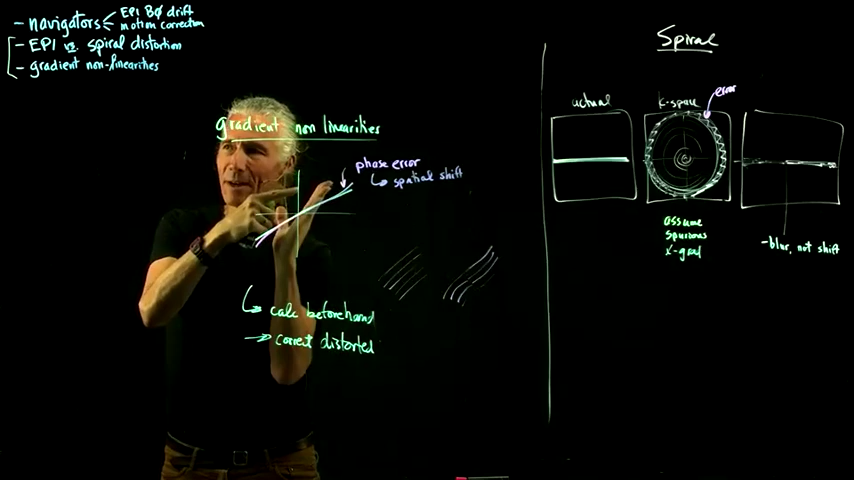 - navigators < EPI BØ drift
motion correction
- EPI vs. spiral distortion
- gradient non-linearities
gradient non linearities
phase error
↳ spatial shift
↳ calc beforehand
→ correct distorted
Spiral
actual
k-space
error
assume
spurious
x-grad
-blur, not shift